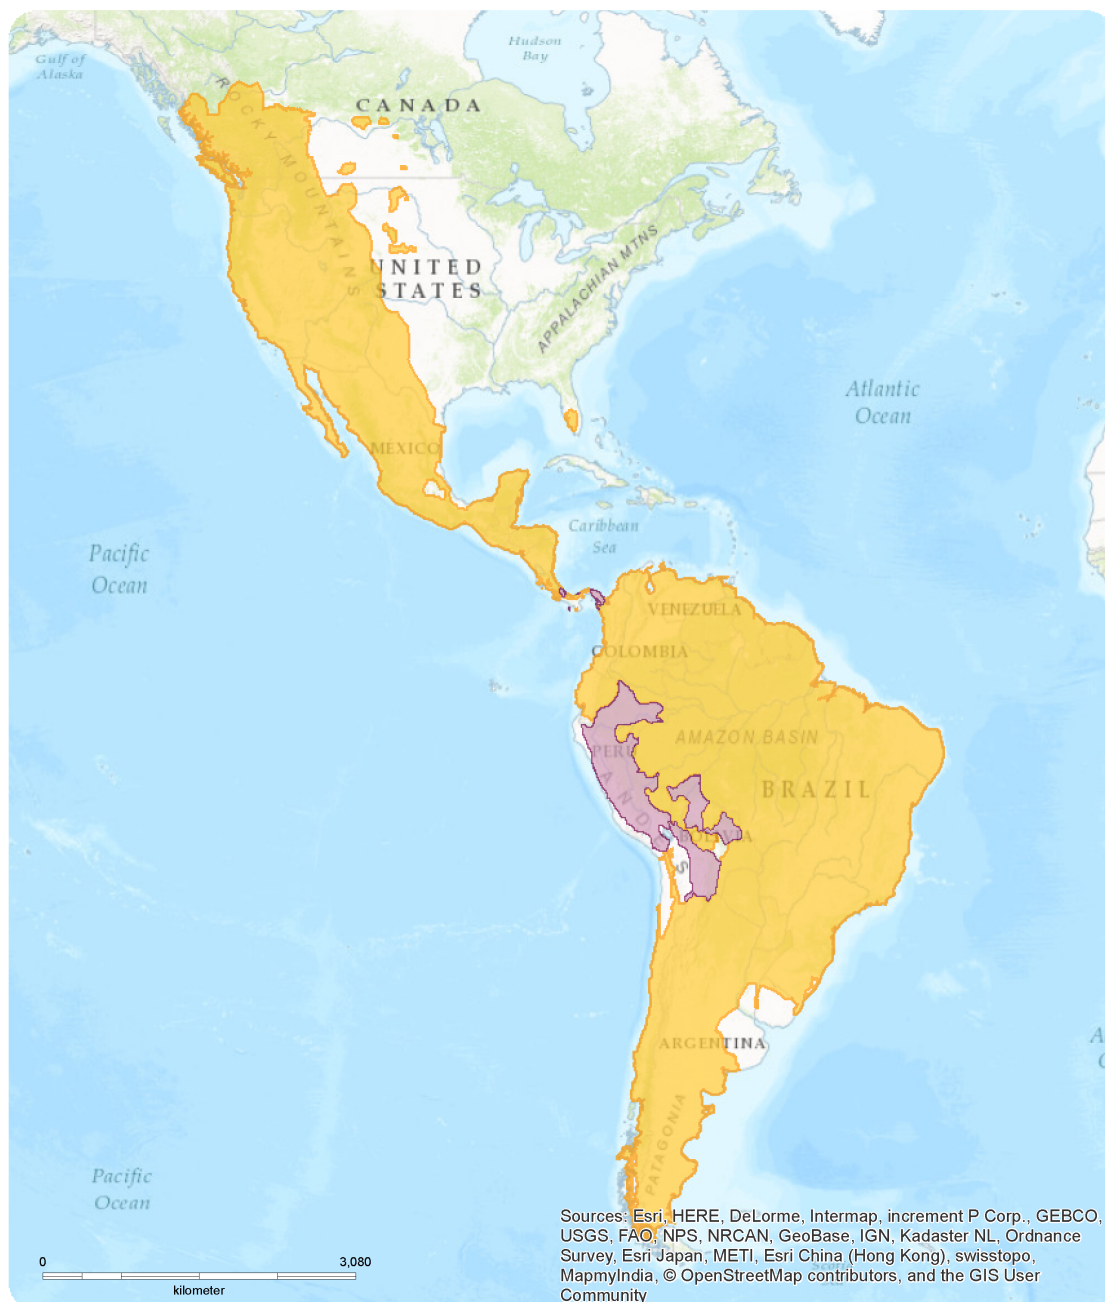 Hudson
Bay
Gulf of
Alaska
CANADA
ROCKY MOUNTAINS
UNITED
STATES
APPALACHIAN MTNS
Atlantic
Ocean
MEXICO
Caribbean
Sea
Pacific
Ocean
VENEZUELA
COLOMBIA
AMAZON BASIN
PERU
BRAZIL
ANDES
BOLIVIA
ARGENTINA
PATAGONIA
Pacific
Ocean
Sources: Esri, HERE, DeLorme, Intermap, increment P Corp., GEBCO,
USGS, FAO, NPS, NRCAN, GeoBase, IGN, Kadaster NL, Ordnance
Survey, Esri Japan, METI, Esri China (Hong Kong), swisstopo,
MapmyIndia, © OpenStreetMap contributors, and the GIS User
Community
0
3,080
kilometer